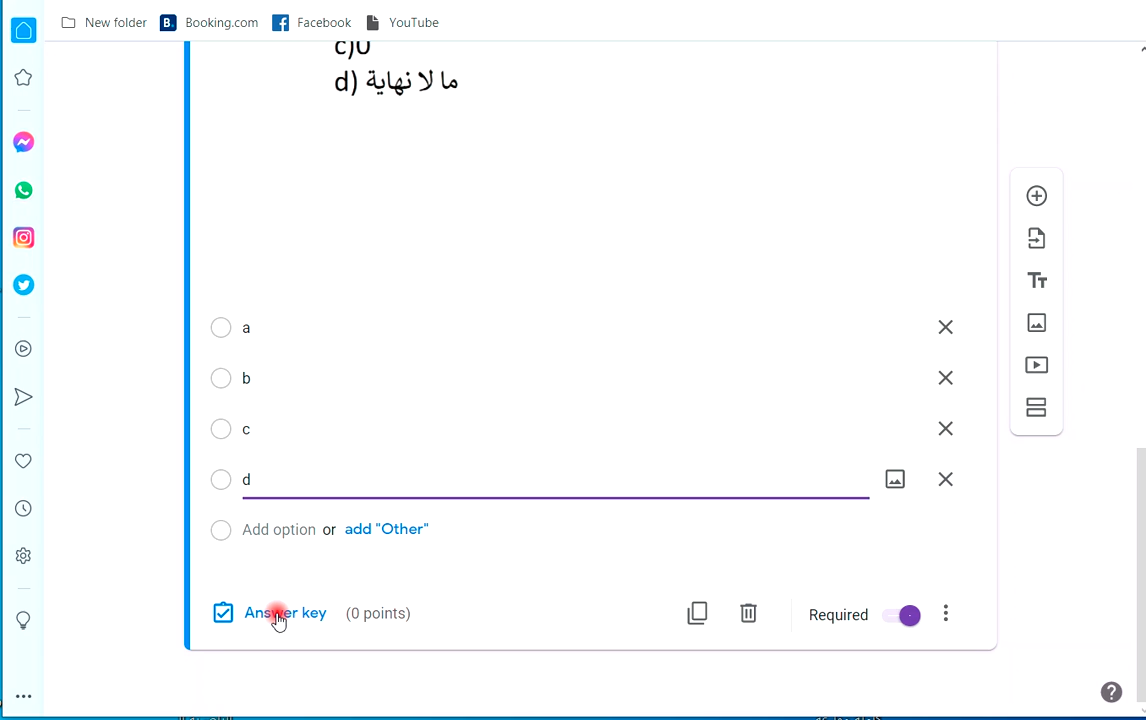 New folder
Booking.com
Facebook
YouTube
c)0
d) ما لا نهاية
a
b
c
d
Add option or add "Other"
Answer key (0 points)
Required